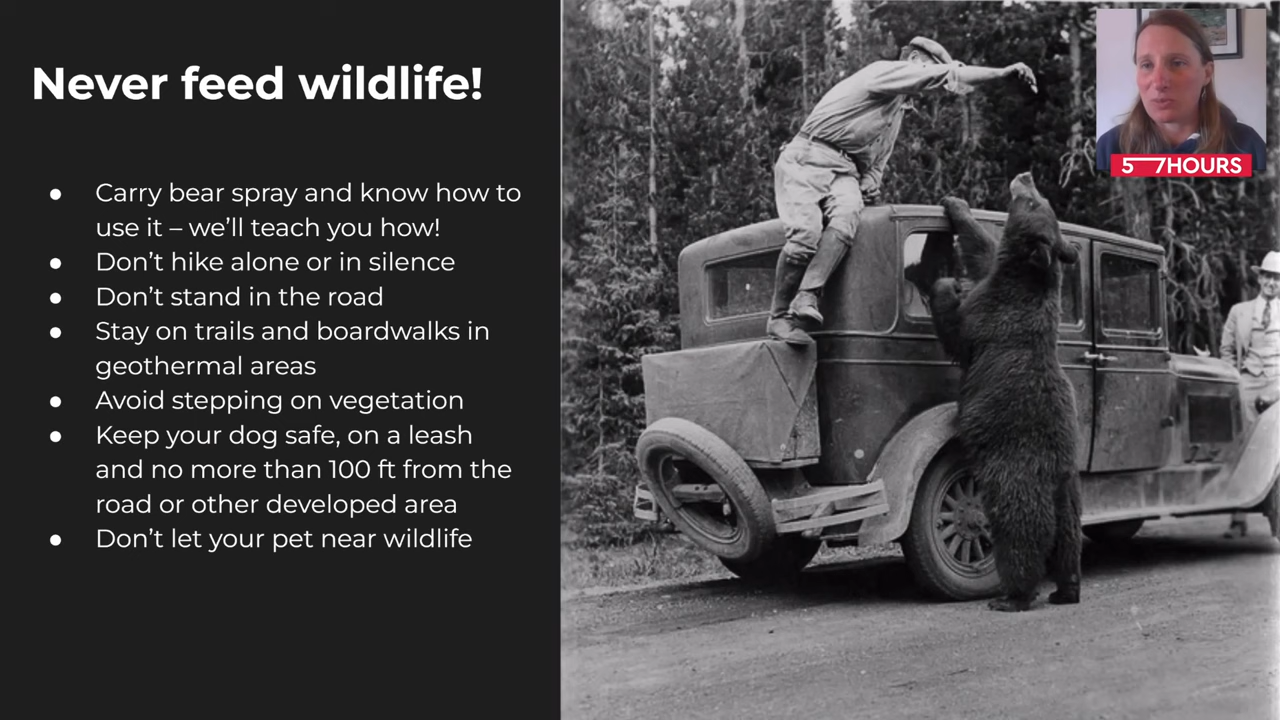 Never feed wildlife!
● Carry bear spray and know how to
use it – we’ll teach you how!
● Don’t hike alone or in silence
● Don’t stand in the road
● Stay on trails and boardwalks in
geothermal areas
● Avoid stepping on vegetation
● Keep your dog safe, on a leash
and no more than 100 ft from the
road or other developed area
● Don’t let your pet near wildlife
57HOURS